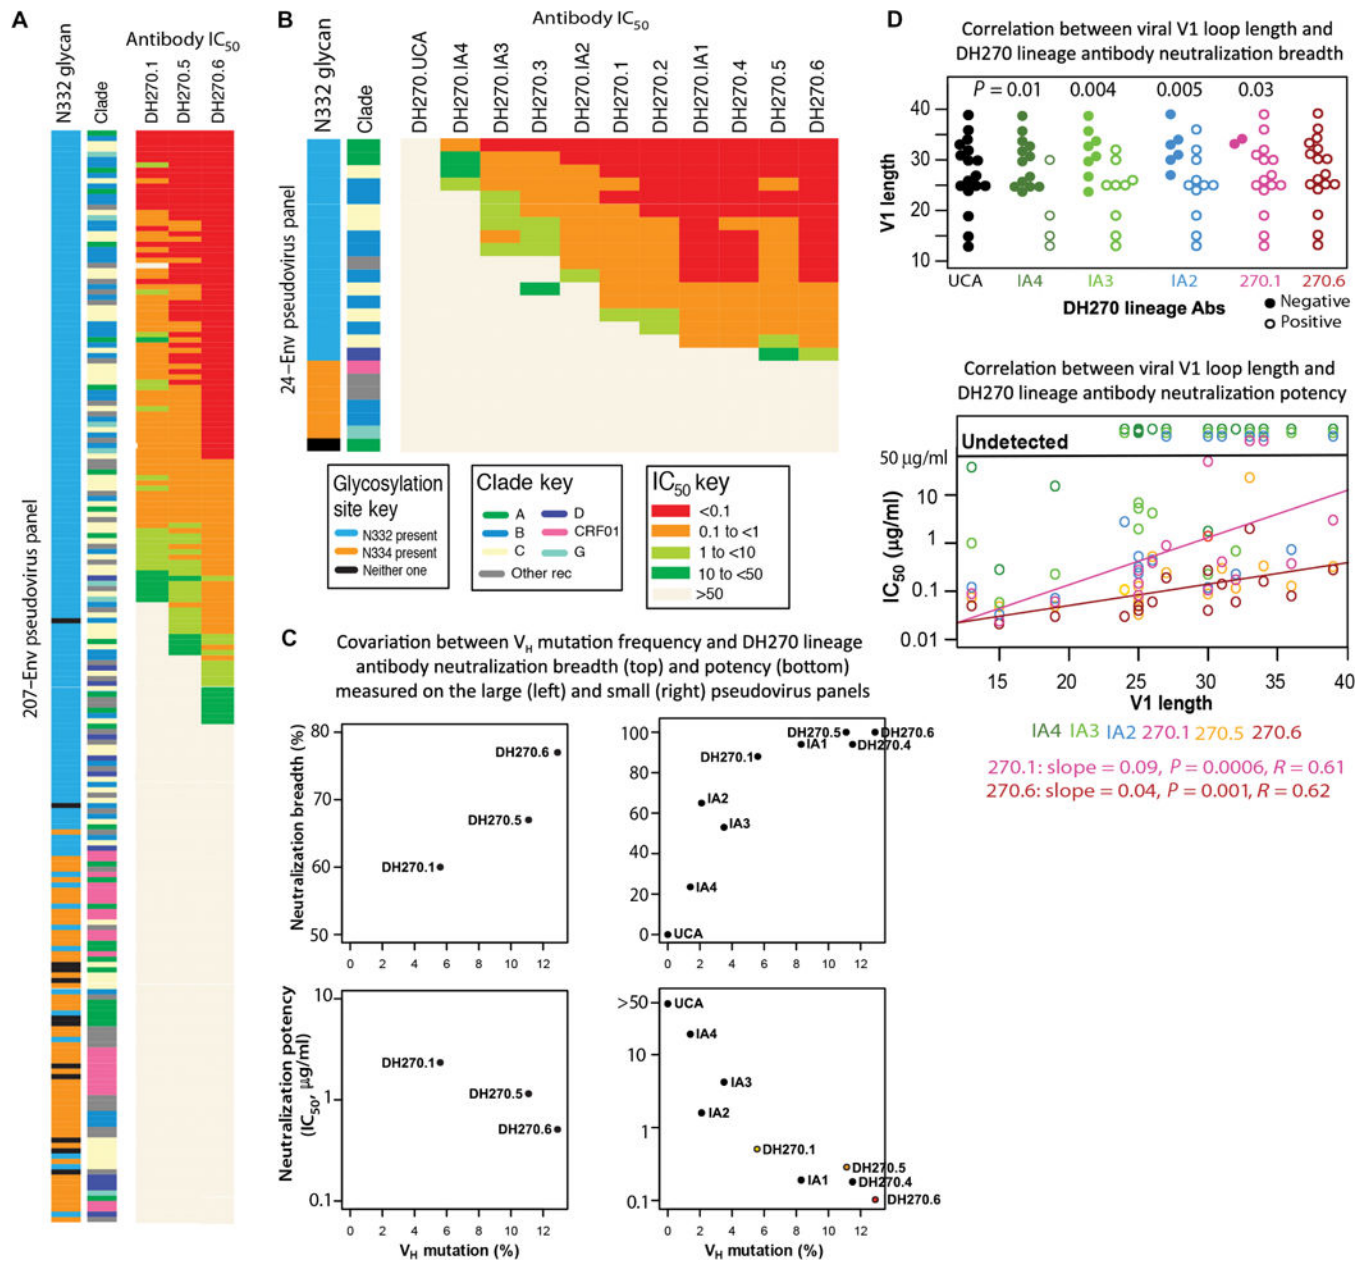 A
Antibody IC50
N332 glycan
Clade
DH270.1
DH270.5
DH270.6
207–Env pseudovirus panel
B
Antibody IC50
N332 glycan
Clade
DH270.UCA
DH270.IA4
DH270.IA3
DH270.3
DH270.IA2
DH270.1
DH270.2
DH270.IA1
DH270.4
DH270.5
DH270.6
24–Env pseudovirus panel
Glycosylation
site key
N332 present
N334 present
Neither one
Clade key
A
D
B
CRF01
C
G
Other rec
IC50 key
<0.1
0.1 to <1
1 to <10
10 to <50
>50
C
Covariation between VH mutation frequency and DH270 lineage
antibody neutralization breadth (top) and potency (bottom)
measured on the large (left) and small (right) pseudovirus panels
Neutralization breadth (%)
80
70
60
50
DH270.6
DH270.5
DH270.1
0 2 4 6 8 10 12
100
80
60
40
20
0
DH270.5
DH270.6
IA1
DH270.4
DH270.1
IA2
IA3
IA4
UCA
0 2 4 6 8 10 12
Neutralization potency
(IC50, μg/ml)
10
1
0.1
DH270.1
DH270.5
DH270.6
0 2 4 6 8 10 12
VH mutation (%)
>50
10
1
0.1
UCA
IA4
IA3
IA2
DH270.1
DH270.5
IA1
DH270.4
DH270.6
0 2 4 6 8 10 12
VH mutation (%)
D
Correlation between viral V1 loop length and
DH270 lineage antibody neutralization breadth
P = 0.01 0.004 0.005 0.03
V1 length
40
30
20
10
UCA IA4 IA3 IA2 270.1 270.6
DH270 lineage Abs
Negative
Positive
Correlation between viral V1 loop length and
DH270 lineage antibody neutralization potency
Undetected
50 μg/ml
IC50 (μg/ml)
10
1
0.1
0.01
15 20 25 30 35 40
V1 length
IA4 IA3 IA2 270.1 270.5 270.6
270.1: slope = 0.09, P = 0.0006, R = 0.61
270.6: slope = 0.04, P = 0.001, R = 0.62